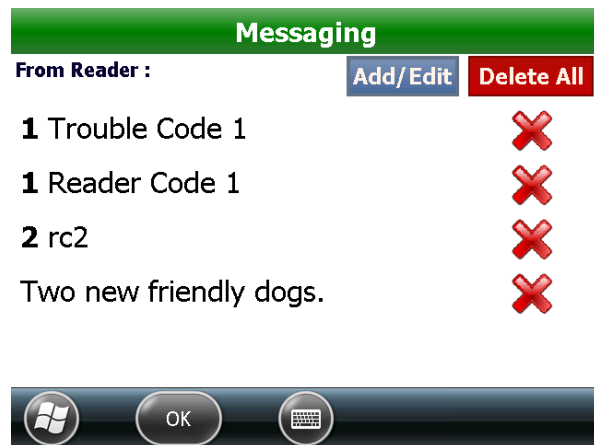 Messaging
From Reader :
Add/Edit
Delete All
1 Trouble Code 1
1 Reader Code 1
2 rc2
Two new friendly dogs.
OK